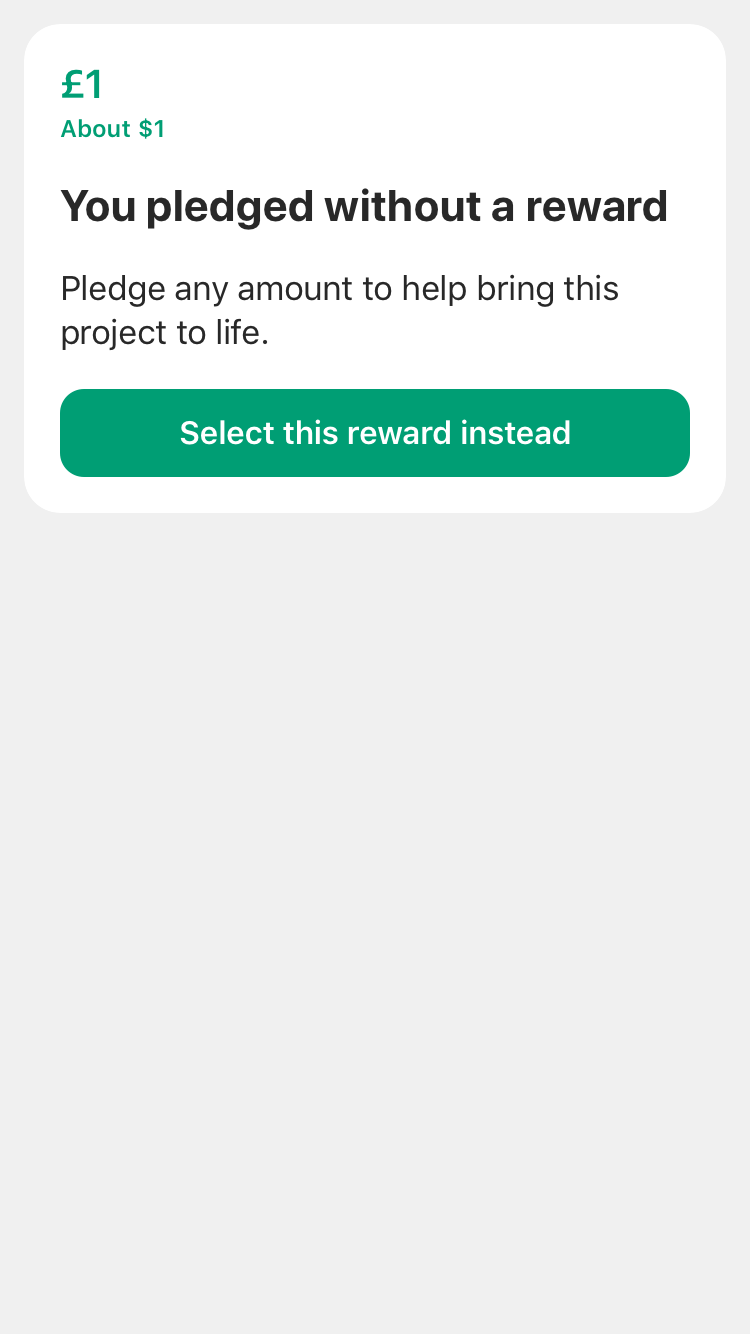 £1
About $1
You pledged without a reward
Pledge any amount to help bring this
project to life.
Select this reward instead